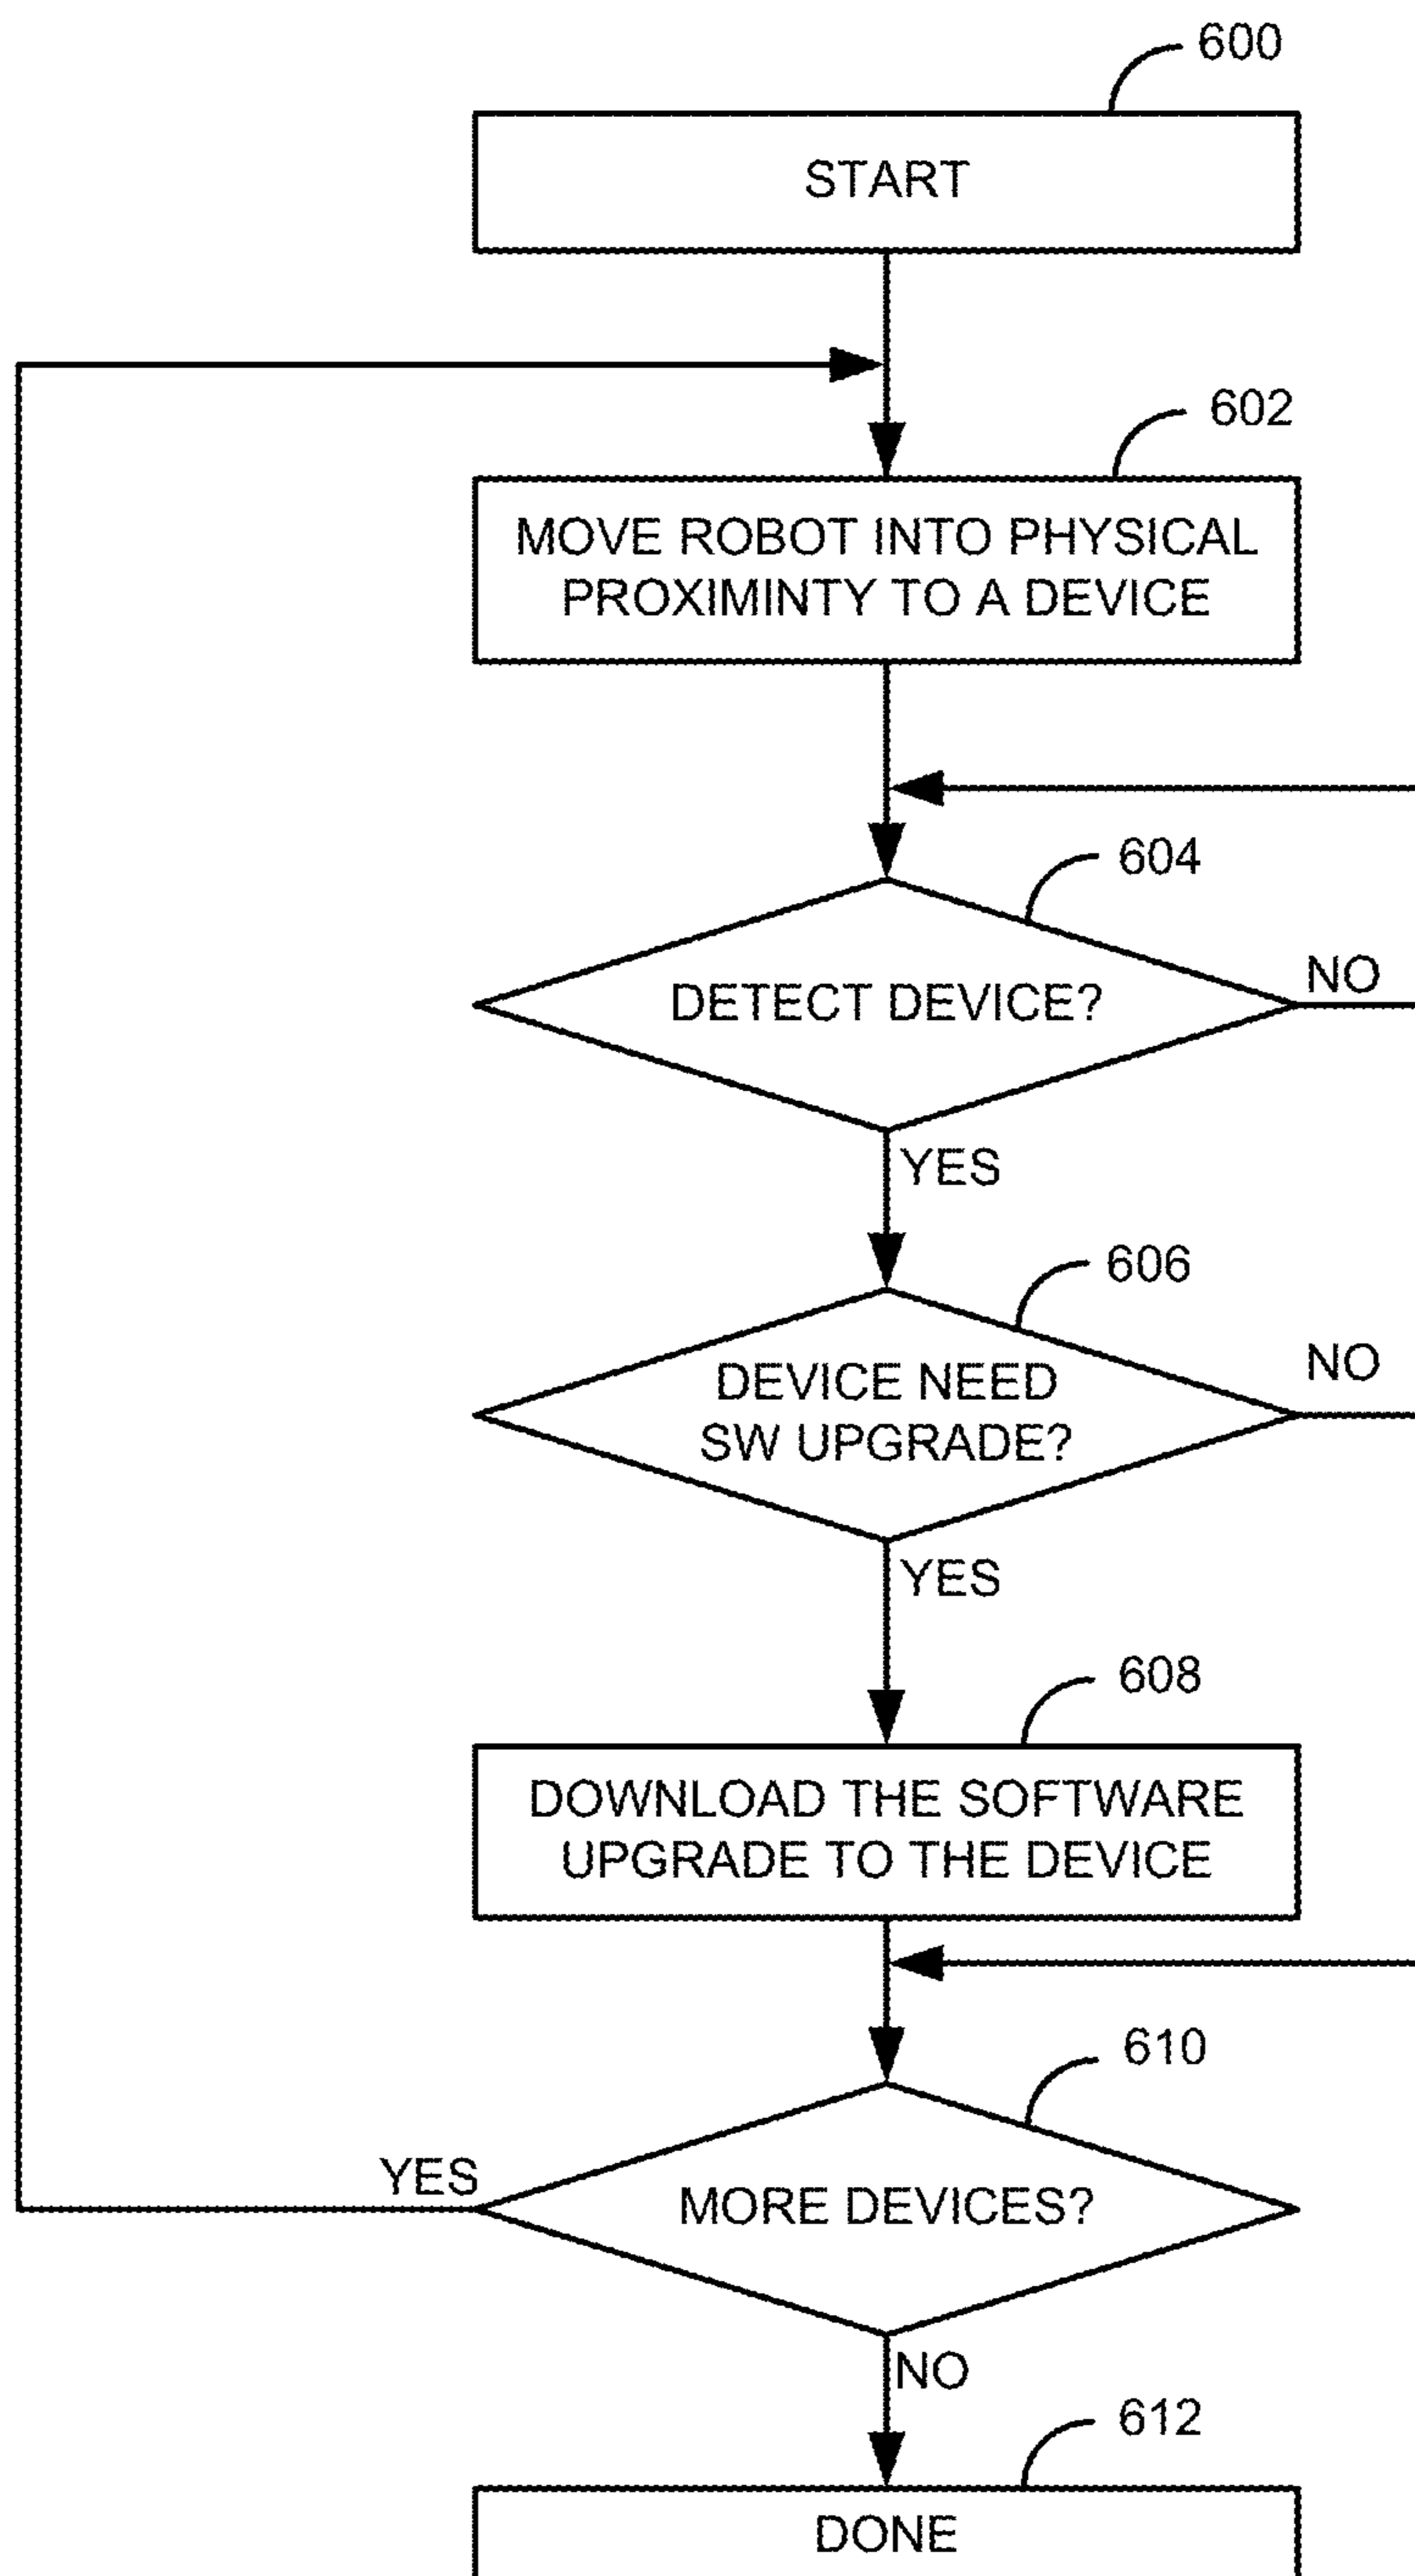 600
START
602
MOVE ROBOT INTO PHYSICAL
PROXIMINTY TO A DEVICE
604
DETECT DEVICE?
NO
YES
606
DEVICE NEED
SW UPGRADE?
NO
YES
608
DOWNLOAD THE SOFTWARE
UPGRADE TO THE DEVICE
610
YES
MORE DEVICES?
NO
612
DONE